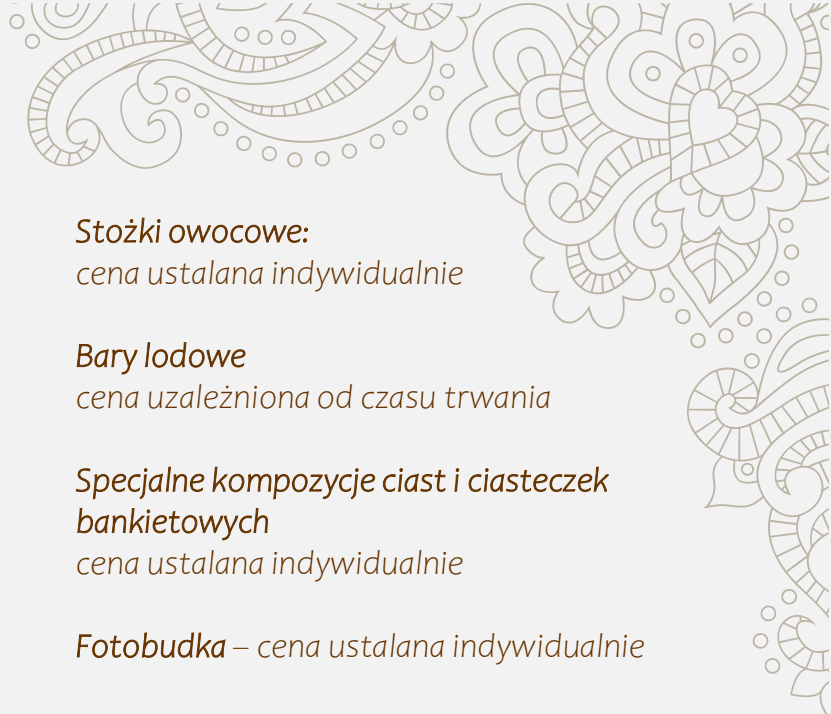 Stożki owocowe:
cena ustalana indywidualnie
Bary lodowe
cena uzależniona od czasu trwania
Specjalne kompozycje ciast i ciasteczek
bankietowych
cena ustalana indywidualnie
Fotobudka – cena ustalana indywidualnie